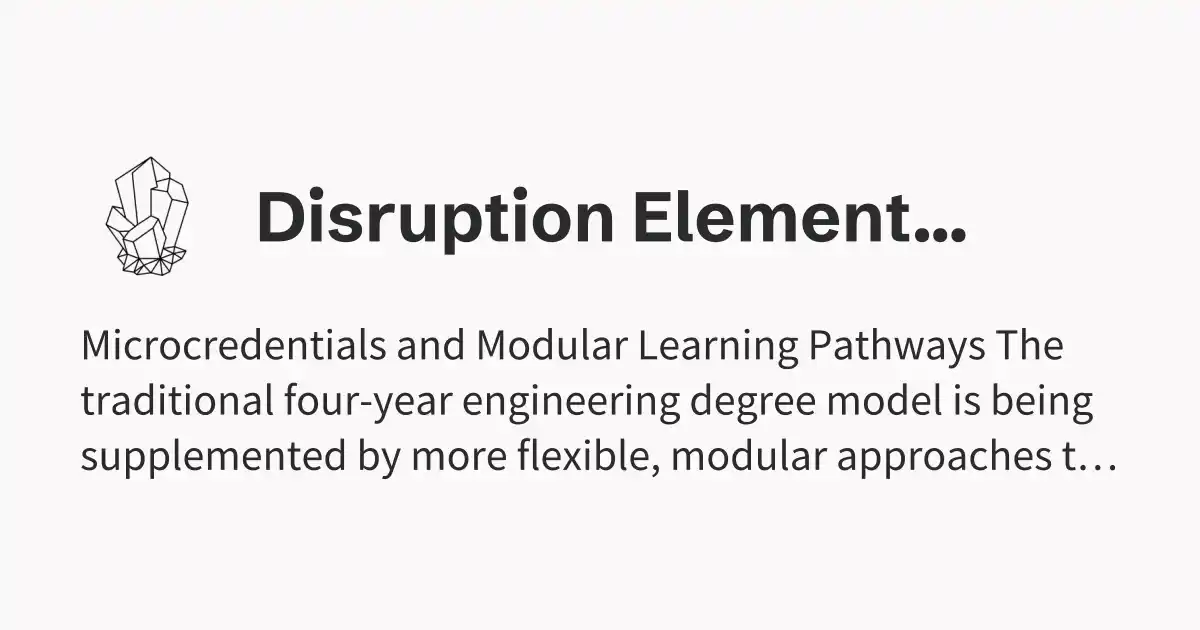 Disruption Element...
Microcredentials and Modular Learning Pathways The
traditional four-year engineering degree model is being
supplemented by more flexible, modular approaches t...